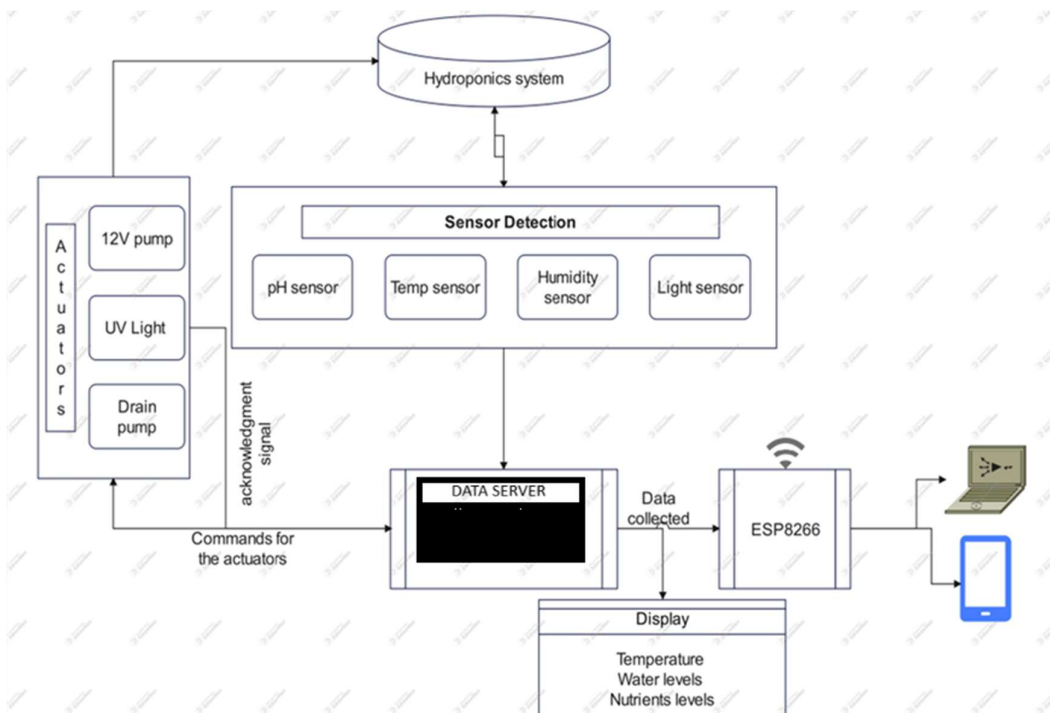 Hydroponics system
Sensor Detection
pH sensor
Temp sensor
Humidity
sensor
Light sensor
Actuators
12V pump
UV Light
Drain
pump
acknowledgment
signal
Commands for
the actuators
DATA SERVER
Data
collected
ESP8266
Display
Temperature
Water levels
Nutrients levels